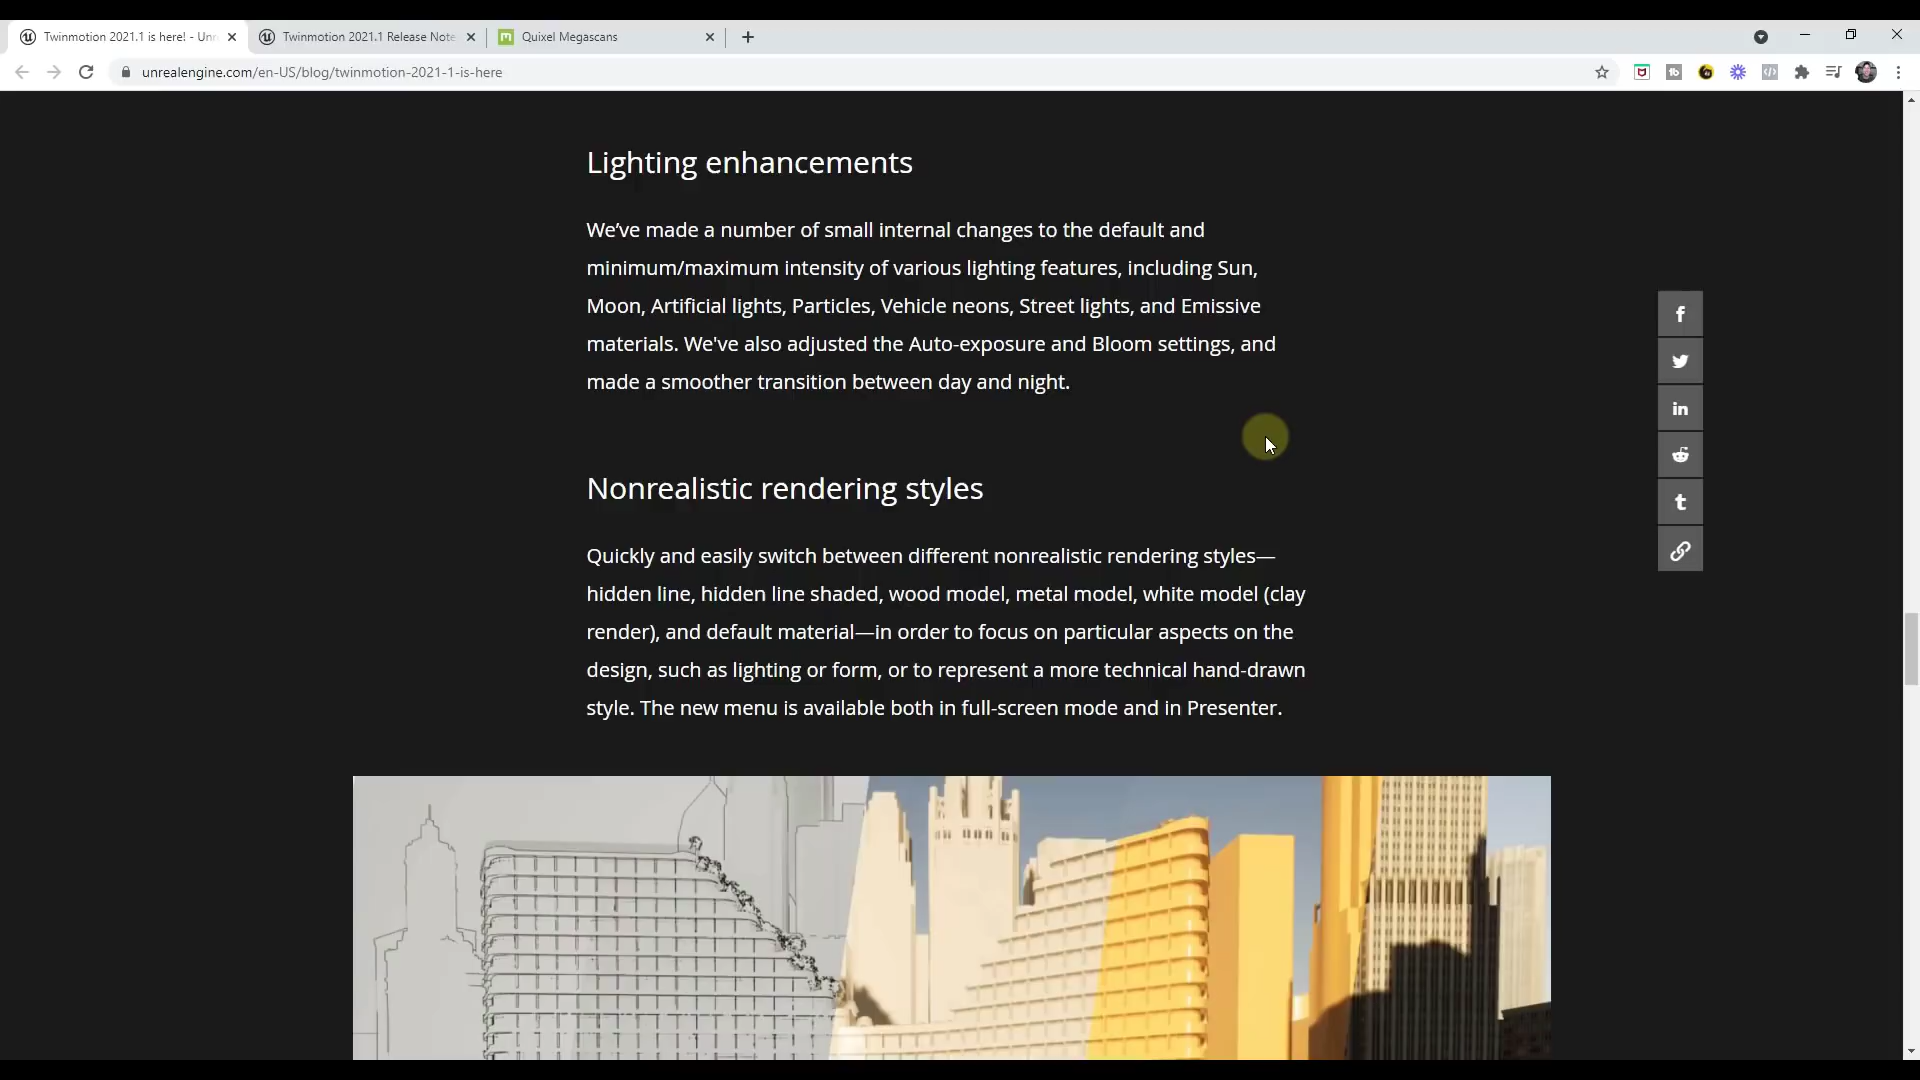 Twinmotion 2021.1 is here! - Unr
Twinmotion 2021.1 Release Note
Quixel Megascans
unrealengine.com/en-US/blog/twinmotion-2021-1-is-here
Lighting enhancements
We’ve made a number of small internal changes to the default and
minimum/maximum intensity of various lighting features, including Sun,
Moon, Artificial lights, Particles, Vehicle neons, Street lights, and Emissive
materials. We've also adjusted the Auto-exposure and Bloom settings, and
made a smoother transition between day and night.
Nonrealistic rendering styles
Quickly and easily switch between different nonrealistic rendering styles—
hidden line, hidden line shaded, wood model, metal model, white model (clay
render), and default material—in order to focus on particular aspects on the
design, such as lighting or form, or to represent a more technical hand-drawn
style. The new menu is available both in full-screen mode and in Presenter.